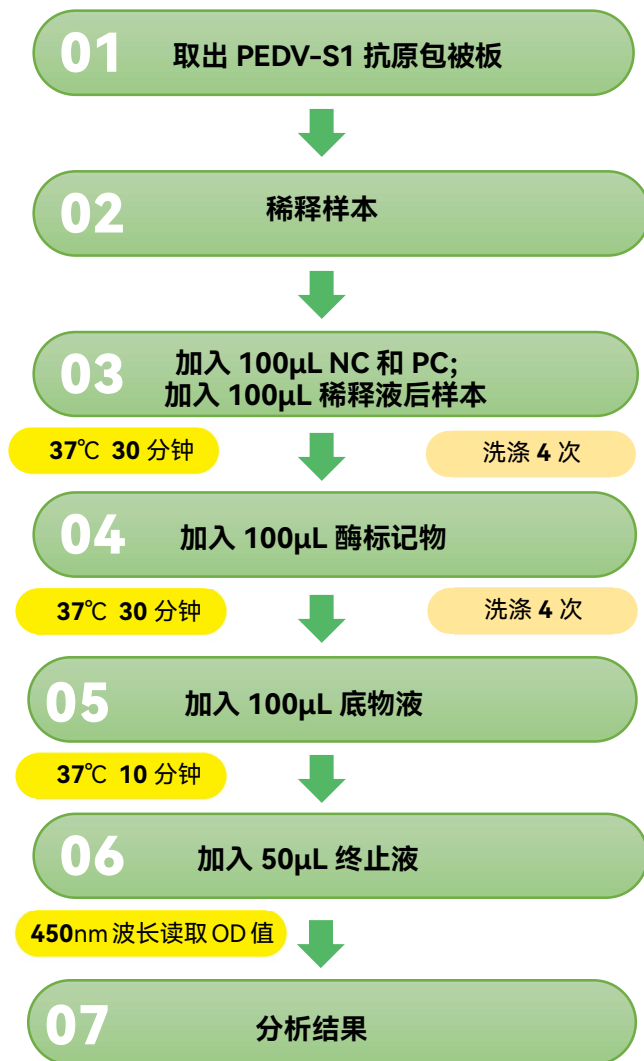 01 取出 PEDV-S1 抗原包被板
02 稀释样本
03 加入 100μL NC 和 PC;
加入 100μL 稀释液后样本
37℃ 30 分钟 洗涤 4 次
04 加入 100μL 酶标记物
37℃ 30 分钟 洗涤 4 次
05 加入 100μL 底物液
37℃ 10 分钟
06 加入 50μL 终止液
450nm 波长读取 OD 值
07 分析结果